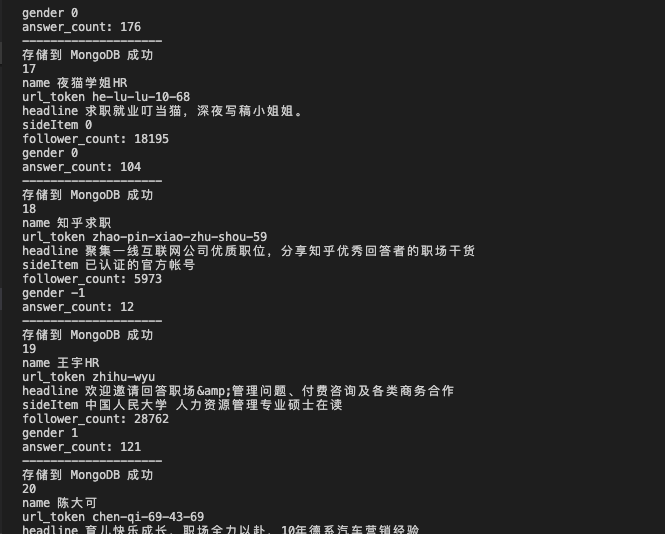 gender 0
answer_count: 176
--------------------
存储到 MongoDB 成功
17
name 夜猫学姐HR
url_token he-lu-lu-10-68
headline 求职就业叮当猫，深夜写稿小姐姐。
sideItem 0
follower_count: 18195
gender 0
answer_count: 104
--------------------
存储到 MongoDB 成功
18
name 知乎求职
url_token zhao-pin-xiao-zhu-shou-59
headline 聚集一线互联网公司优质职位，分享知乎优秀回答者的职场干货
sideItem 已认证的官方帐号
follower_count: 5973
gender -1
answer_count: 12
--------------------
存储到 MongoDB 成功
19
name 王宇HR
url_token zhihu-wyu
headline 欢迎邀请回答职场&amp;管理问题、付费咨询及各类商务合作
sideItem 中国人民大学 人力资源管理专业硕士在读
follower_count: 28762
gender 1
answer_count: 121
--------------------
存储到 MongoDB 成功
20
name 陈大可
url_token chen-qi-69-43-69
headline 育儿快乐成长，职场全力以赴，10年德系汽车营销经验